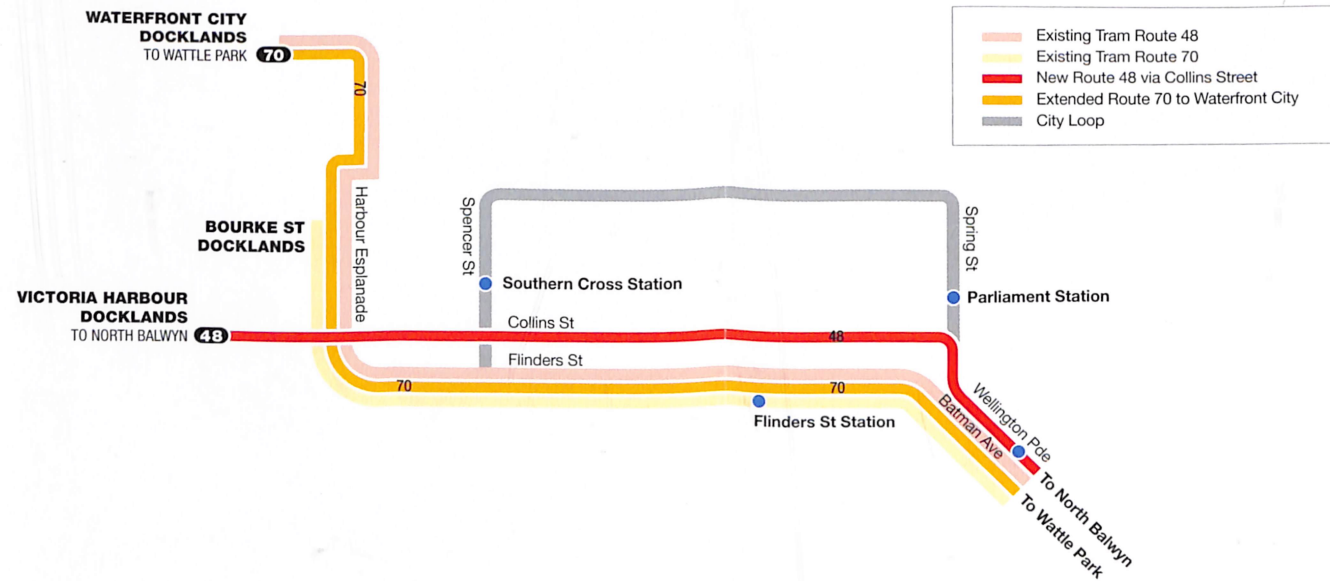 WATERFRONT CITY
DOCKLANDS
TO WATTLE PARK 70
70
Existing Tram Route 48
Existing Tram Route 70
New Route 48 via Collins Street
Extended Route 70 to Waterfront City
City Loop
BOURKE ST
DOCKLANDS
Harbour Esplanade
Spencer St
Spring St
Southern Cross Station
Parliament Station
VICTORIA HARBOUR
DOCKLANDS
TO NORTH BALWYN 48
Collins St
48
Flinders St
70
70
Flinders St Station
Batman Ave
Wellington Pde
To North Balwyn
To Wattle Park